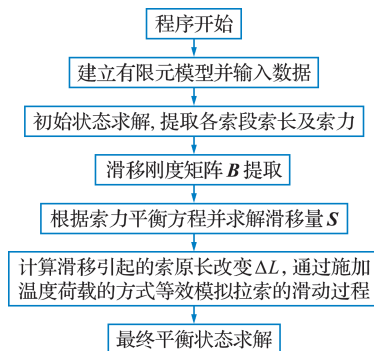 程序开始
建立有限元模型并输入数据
初始状态求解,提取各索段索长及索力
滑移刚度矩阵 B 提取
根据索力平衡方程并求解滑移量 S
计算滑移引起的索原长改变 ΔL, 通过施加
温度荷载的方式等效模拟拉索的滑动过程
最终平衡状态求解